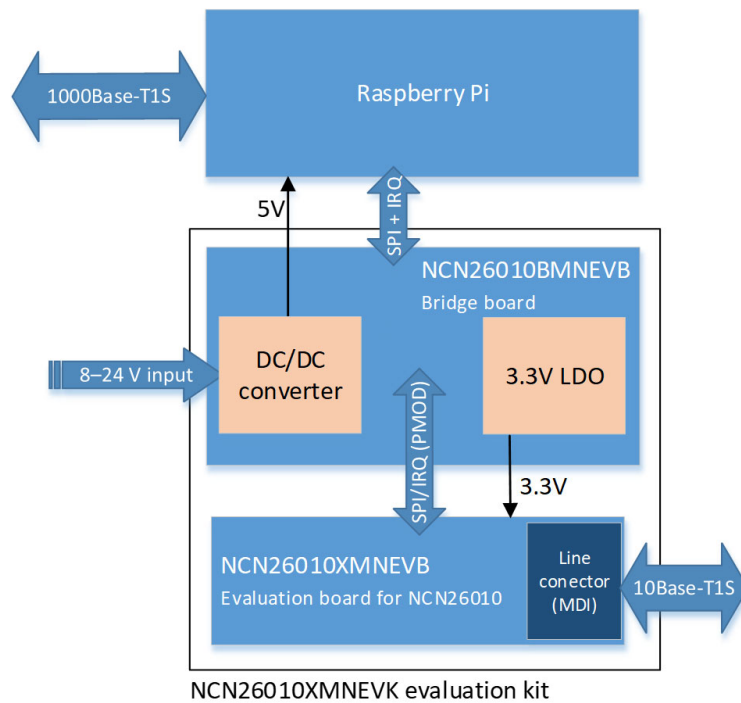 1000Base-T1S
Raspberry Pi
5V
SPI + IRQ
NCN26010BMNEVB
Bridge board
8–24 V input
DC/DC
converter
3.3V LDO
SPI/IRQ (PMOD)
3.3V
NCN26010XMNEVB
Evaluation board for NCN26010
Line
conector
(MDI)
10Base-T1S
NCN26010XMNEVK evaluation kit